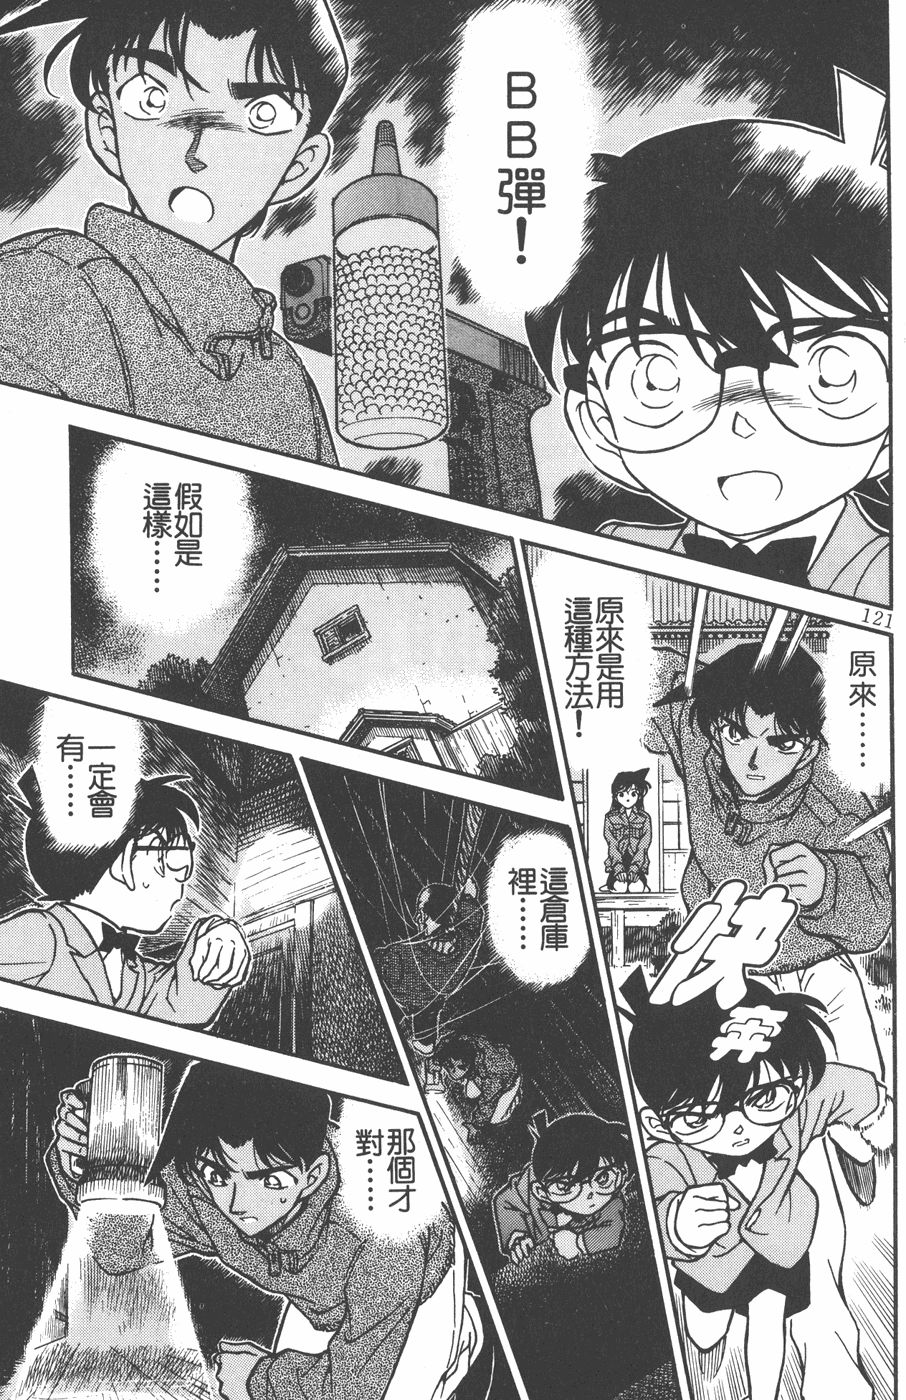 BB彈！
121
原來……
原來是用
這種方法！
快
奔
假如是
這樣……
這倉庫
裡……
一定會
有……
那個才
對……